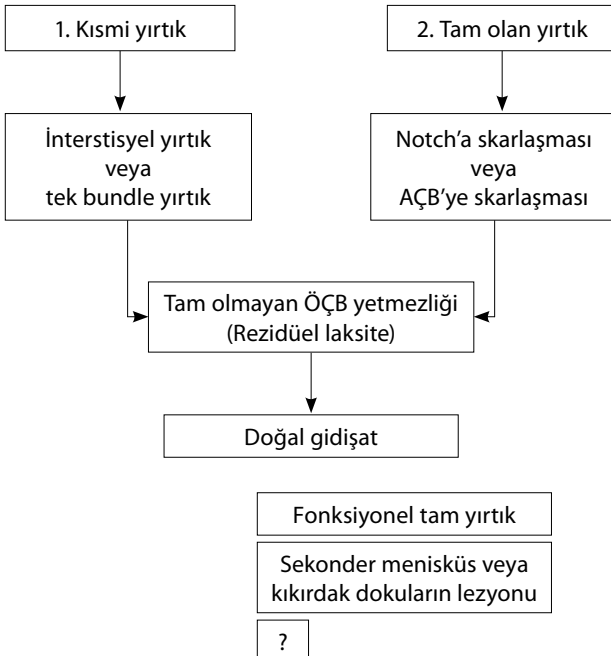 1. Kısmi yırtık
2. Tam olan yırtık
İnterstisyel yırtık
veya
tek bundle yırtık
Notch’a skarlaşması
veya
AÇB’ye skarlaşması
Tam olmayan ÖÇB yetmezliği
(Rezidüel laksite)
Doğal gidişat
Fonksiyonel tam yırtık
Sekonder menisküs veya
kıkırdak dokuların lezyonu
?